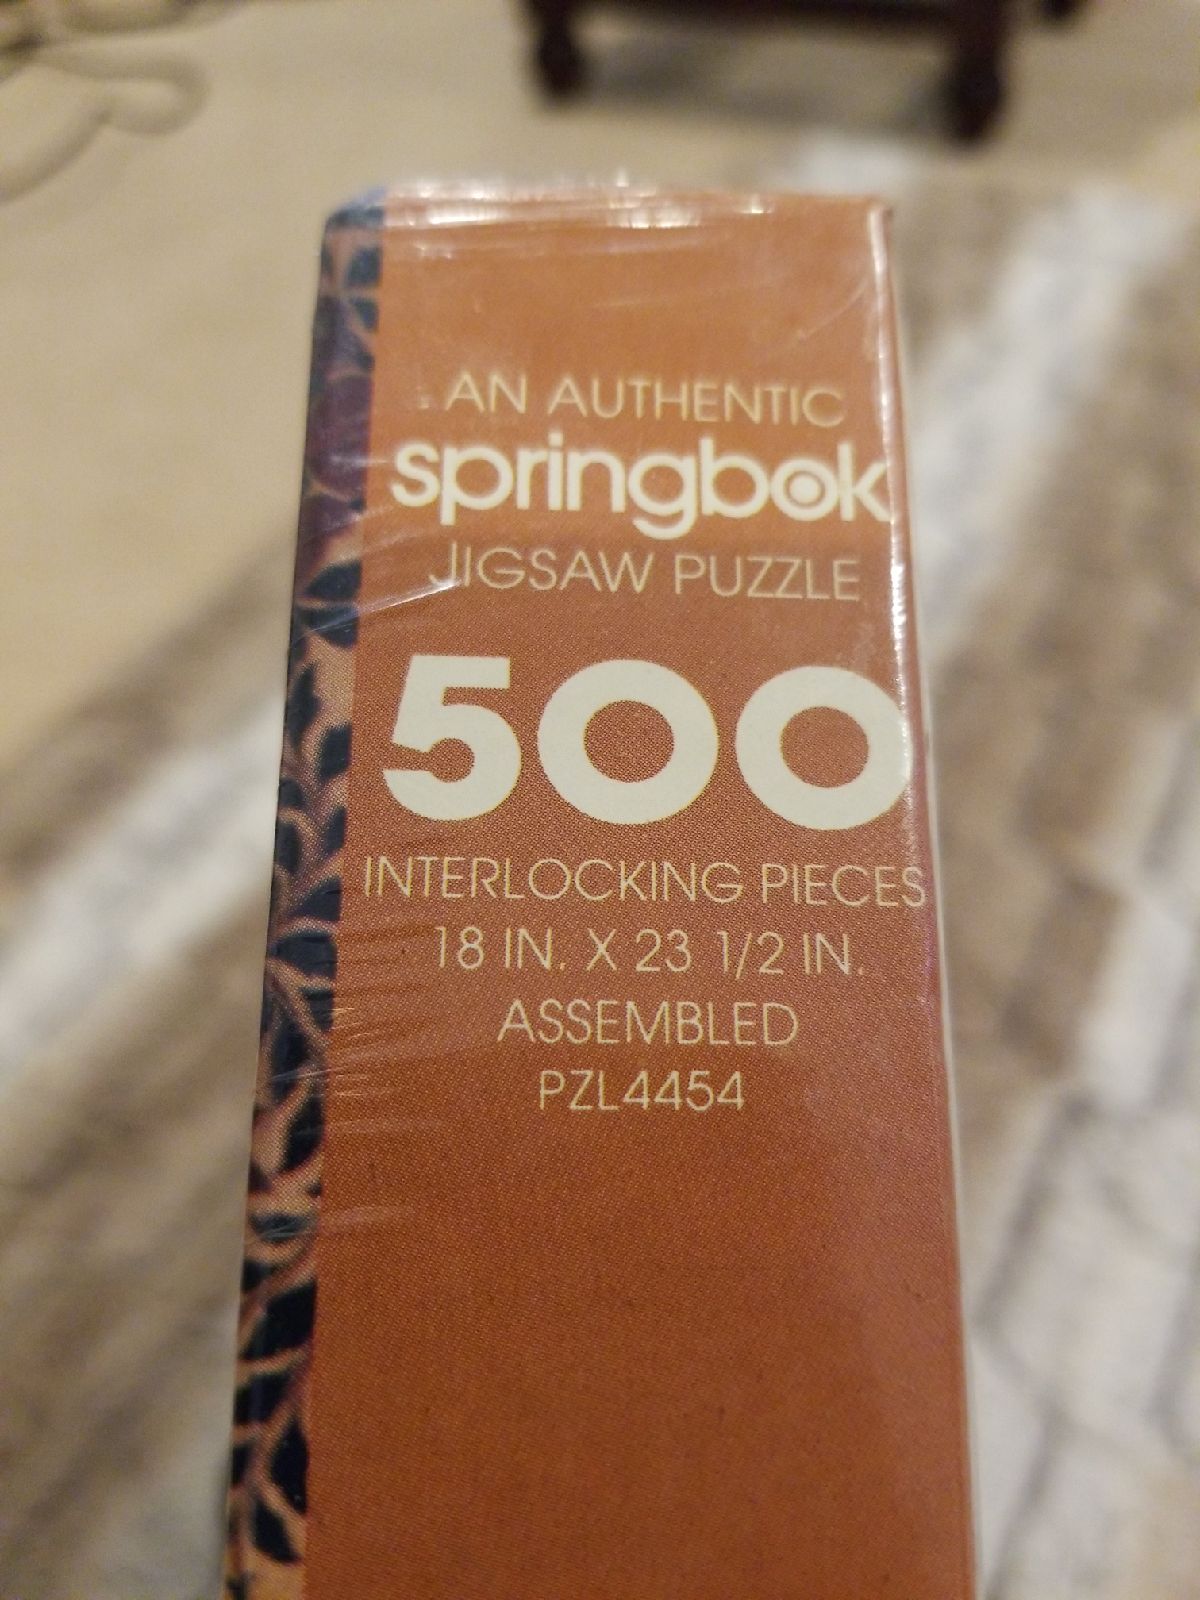 AN AUTHENTIC
springbok
JIGSAW PUZZLE
500
INTERLOCKING PIECES
18 IN. X 23 1/2 IN.
ASSEMBLED
PZL4454